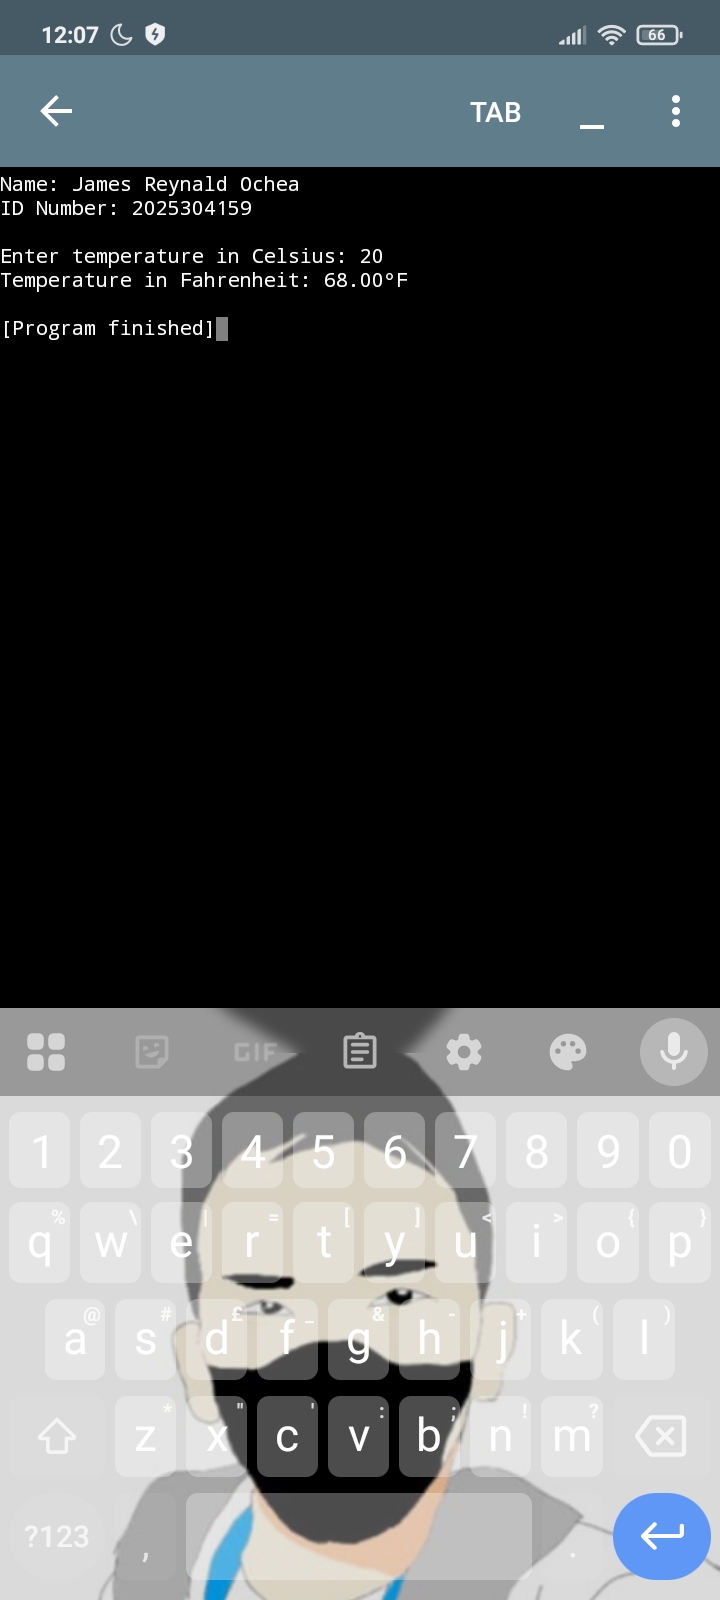 12:07 66
TAB _
Name: James Reynald Ochea
ID Number: 2025304159
Enter temperature in Celsius: 20
Temperature in Fahrenheit: 68.00°F
[Program finished]
GIF
1 2 3 4 5 6 7 8 9 0
% \ | = [ ] < > { }
q w e r t y u i o p
@ # £ _ & - + ( )
a s d f g h j k l
* " ' : ; ! ?
z x c v b n m
?123 , .